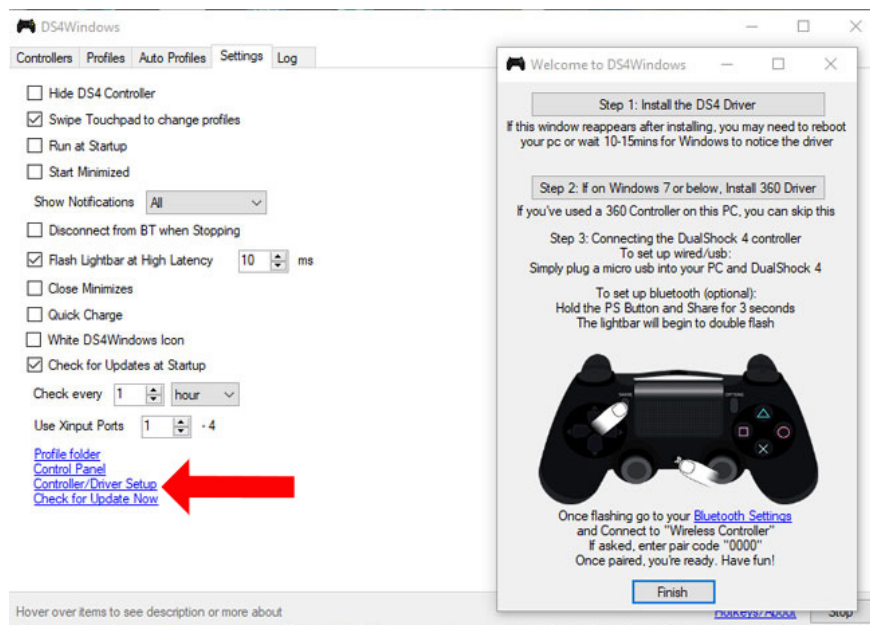 DS4Windows
Controllers Profiles Auto Profiles Settings Log
Hide DS4 Controller
Swipe Touchpad to change profiles
Run at Startup
Start Minimized
Show Notifications All
Disconnect from BT when Stopping
Flash Lightbar at High Latency 10 ms
Close Minimizes
Quick Charge
White DS4Windows Icon
Check for Updates at Startup
Check every 1 hour
Use Xinput Ports 1 - 4
Profile folder
Control Panel
Controller/Driver Setup
Check for Update Now
Hover over items to see description or more about
Hotkeys/About Stop
Welcome to DS4Windows
Step 1: Install the DS4 Driver
If this window reappears after installing, you may need to reboot
your pc or wait 10-15mins for Windows to notice the driver
Step 2: If on Windows 7 or below, Install 360 Driver
If you've used a 360 Controller on this PC, you can skip this
Step 3: Connecting the DualShock 4 controller
To set up wired/usb:
Simply plug a micro usb into your PC and DualShock 4
To set up bluetooth (optional):
Hold the PS Button and Share for 3 seconds
The lightbar will begin to double flash
SHARE
OPTIONS
Once flashing go to your Bluetooth Settings
and Connect to "Wireless Controller"
If asked, enter pair code "0000"
Once paired, you're ready. Have fun!
Finish